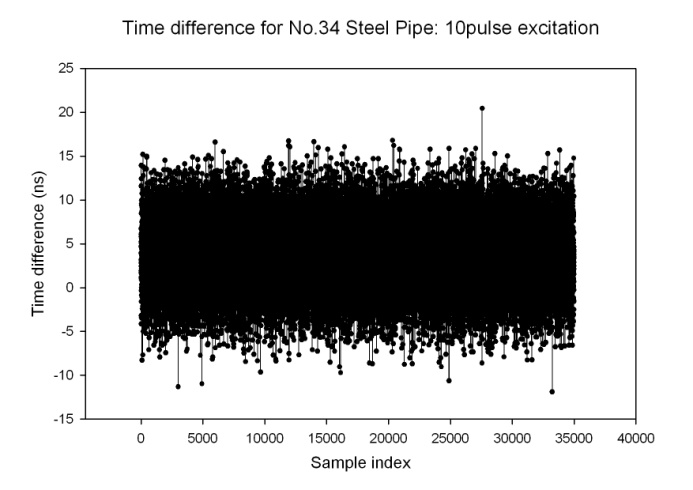 Time difference for No.34 Steel Pipe: 10pulse excitation
25
20
15
10
5
0
-5
-10
-15
Time difference (ns)
0 5000 10000 15000 20000 25000 30000 35000 40000
Sample index